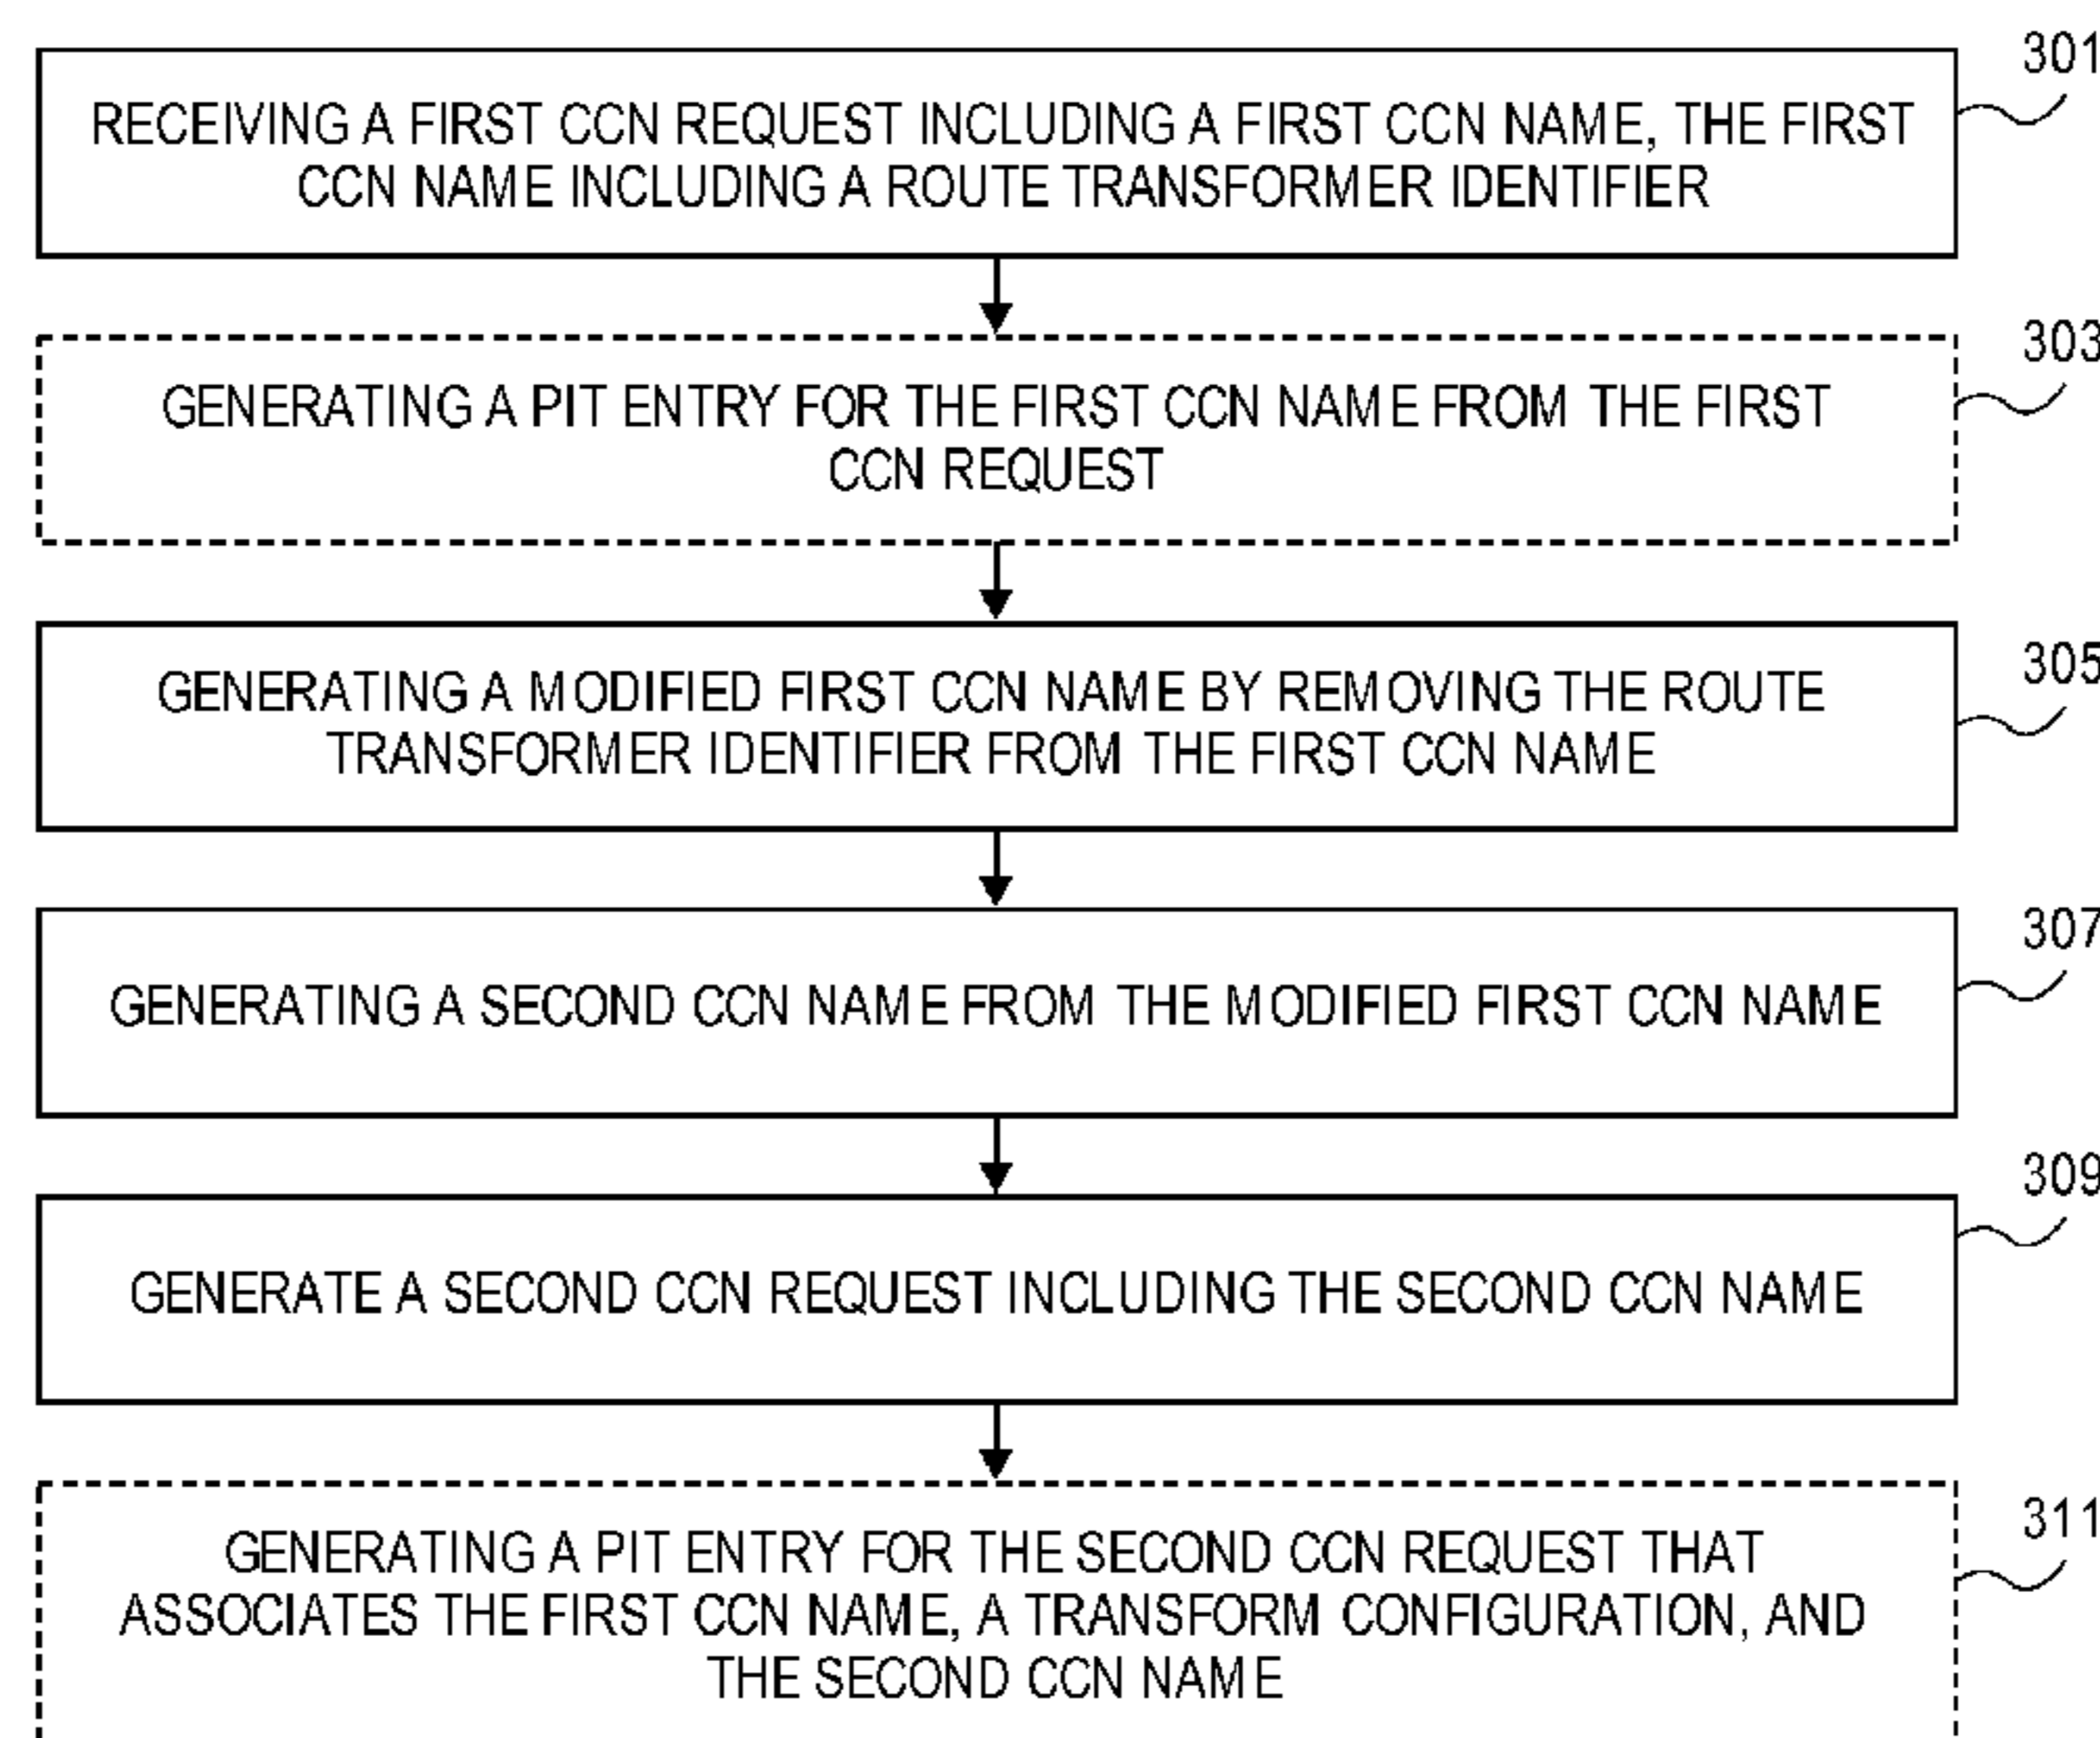 301
RECEIVING A FIRST CCN REQUEST INCLUDING A FIRST CCN NAME, THE FIRST
CCN NAME INCLUDING A ROUTE TRANSFORMER IDENTIFIER
303
GENERATING A PIT ENTRY FOR THE FIRST CCN NAME FROM THE FIRST
CCN REQUEST
305
GENERATING A MODIFIED FIRST CCN NAME BY REMOVING THE ROUTE
TRANSFORMER IDENTIFIER FROM THE FIRST CCN NAME
307
GENERATING A SECOND CCN NAME FROM THE MODIFIED FIRST CCN NAME
309
GENERATE A SECOND CCN REQUEST INCLUDING THE SECOND CCN NAME
311
GENERATING A PIT ENTRY FOR THE SECOND CCN REQUEST THAT
ASSOCIATES THE FIRST CCN NAME, A TRANSFORM CONFIGURATION, AND
THE SECOND CCN NAME